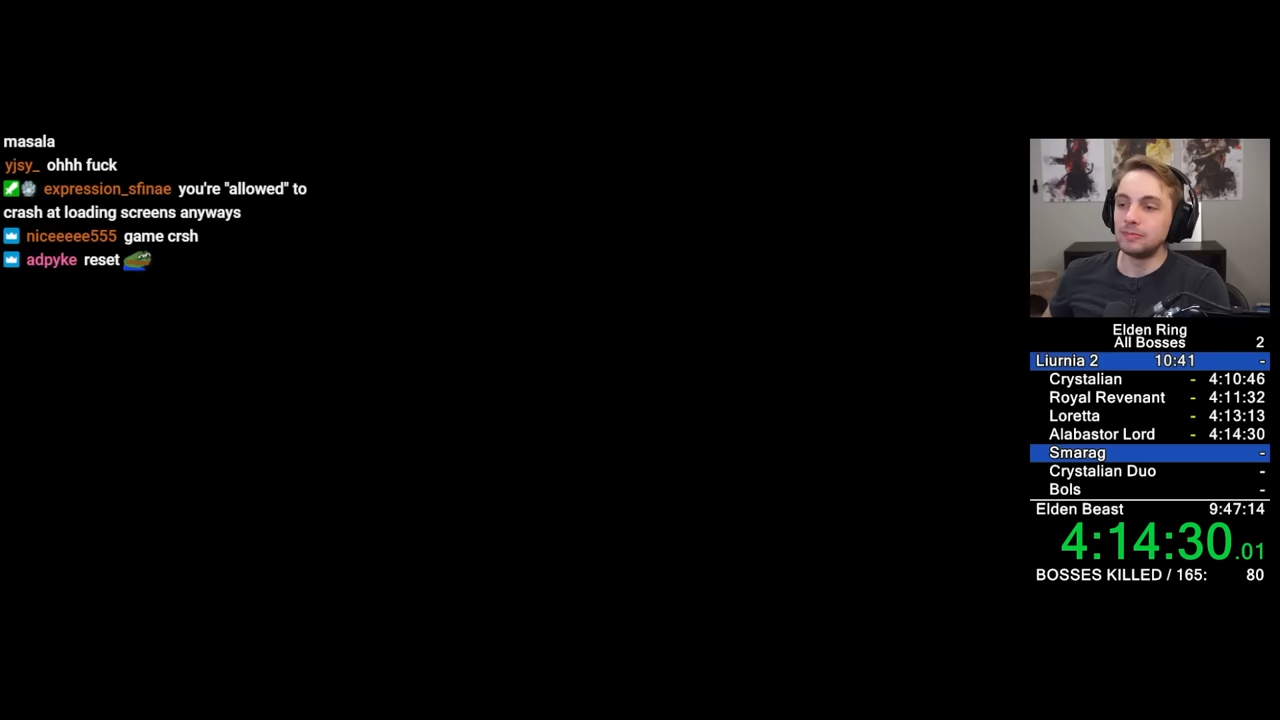 masala
yjsy_ ohhh fuck
expression_sfinae you're "allowed" to
crash at loading screens anyways
niceeeee555 game crsh
adpyke reset
Elden Ring
All Bosses 2
Liurnia 2 10:41 -
Crystalian - 4:10:46
Royal Revenant - 4:11:32
Loretta - 4:13:13
Alabastor Lord - 4:14:30
Smarag -
Crystalian Duo -
Bols -
Elden Beast 9:47:14
4:14:30.01
BOSSES KILLED / 165: 80